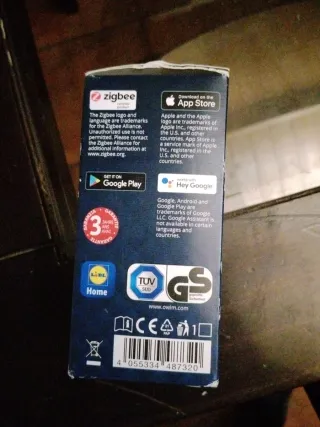 zigbee
Download on the
App Store
The Zigbee logo and
language are trademarks
for the Zigbee Alliance.
Unauthorized use is not
permitted. Please contact
the Zigbee Alliance for
additional information at
www.zigbee.org.
Apple and the Apple
logo are trademarks of
Apple Inc., registered in
the U.S. and other
countries. App Store is
a service mark of Apple
Inc., registered in the
U.S. and other
countries.
GET IT ON
Google Play
Hey Google
Google, Android and
Google Play are
trademarks of Google
LLC. Google Assistant is
not available in certain
languages and
countries.
3
LIDL
Home
TÜV
SÜD
GS
www.owim.com
CE
PAP
1
4 055334 487320